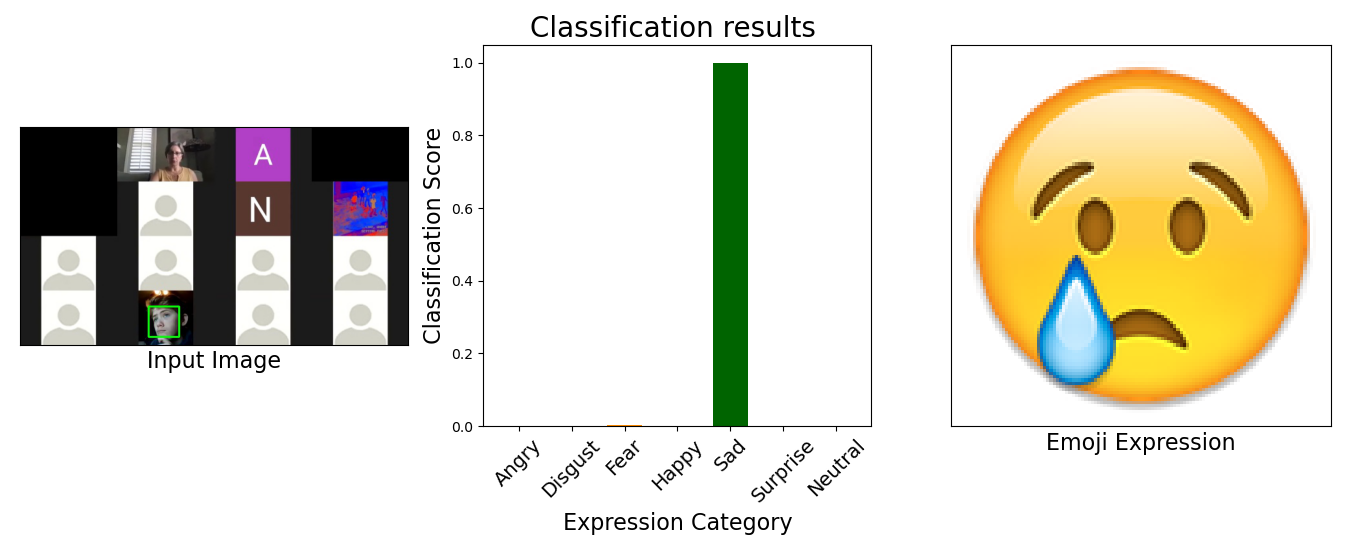 Classification results
A
N
Input Image
Classification Score
1.0
0.8
0.6
0.4
0.2
0.0
Angry
Disgust
Fear
Happy
Sad
Surprise
Neutral
Expression Category
Emoji Expression